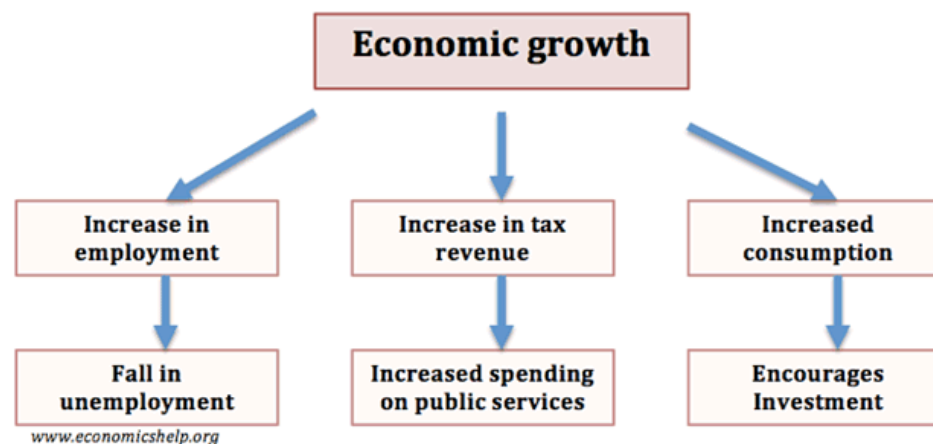 Economic growth
Increase in
employment
Increase in tax
revenue
Increased
consumption
Fall in
unemployment
Increased spending
on public services
Encourages
Investment
www.economicshelp.org